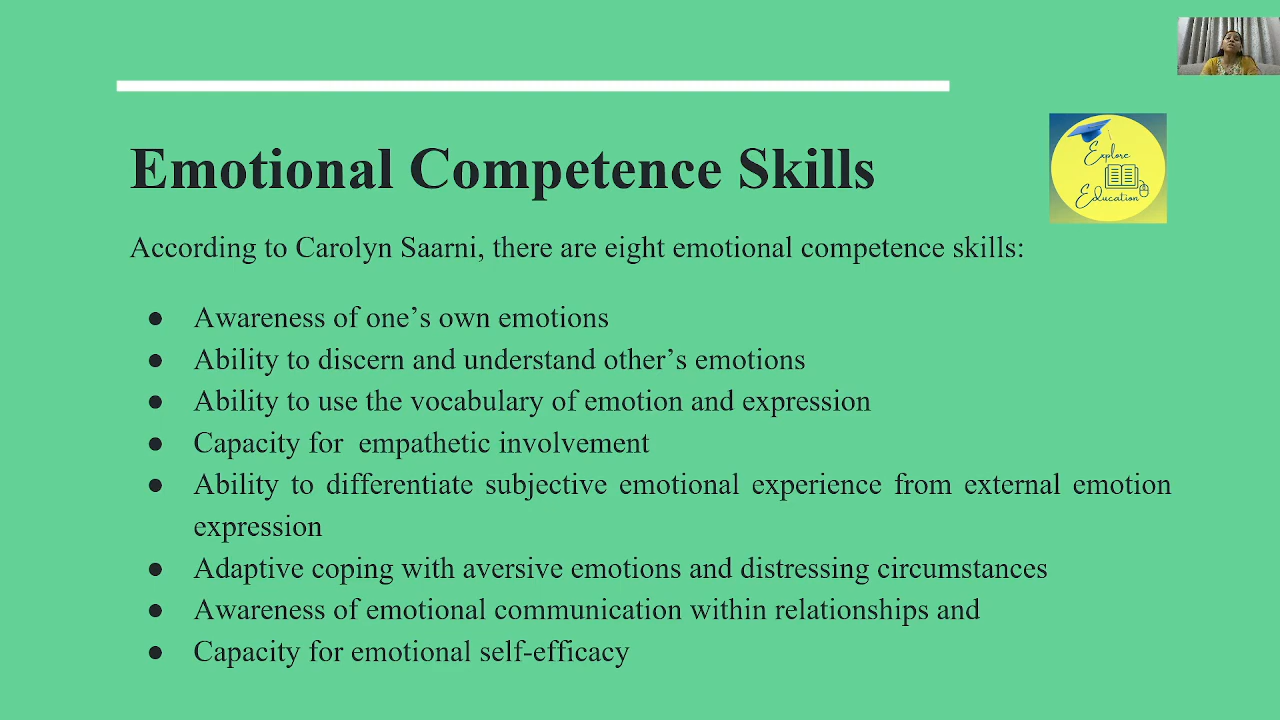 Emotional Competence Skills
Explore
Education
According to Carolyn Saarni, there are eight emotional competence skills:
● Awareness of one’s own emotions
● Ability to discern and understand other’s emotions
● Ability to use the vocabulary of emotion and expression
● Capacity for  empathetic involvement
● Ability to differentiate subjective emotional experience from external emotion
expression
● Adaptive coping with aversive emotions and distressing circumstances
● Awareness of emotional communication within relationships and
● Capacity for emotional self-efficacy